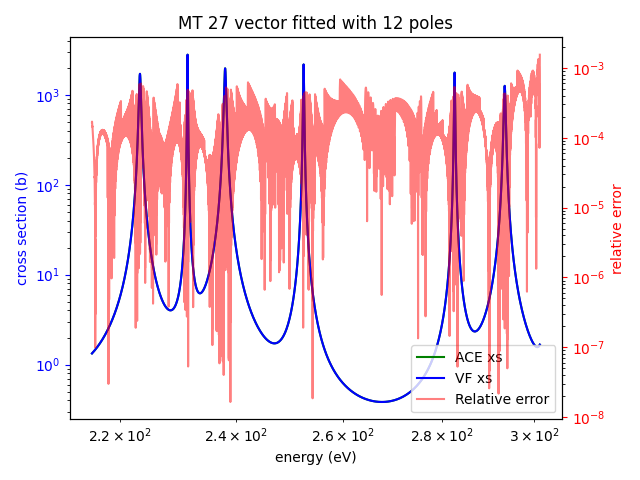 MT 27 vector fitted with 12 poles
cross section (b)
10³
10²
10¹
10⁰
10⁻³
10⁻⁴
10⁻⁵
10⁻⁶
10⁻⁷
10⁻⁸
relative error
ACE xs
VF xs
Relative error
2.2 × 10² 2.4 × 10² 2.6 × 10² 2.8 × 10² 3 × 10²
energy (eV)